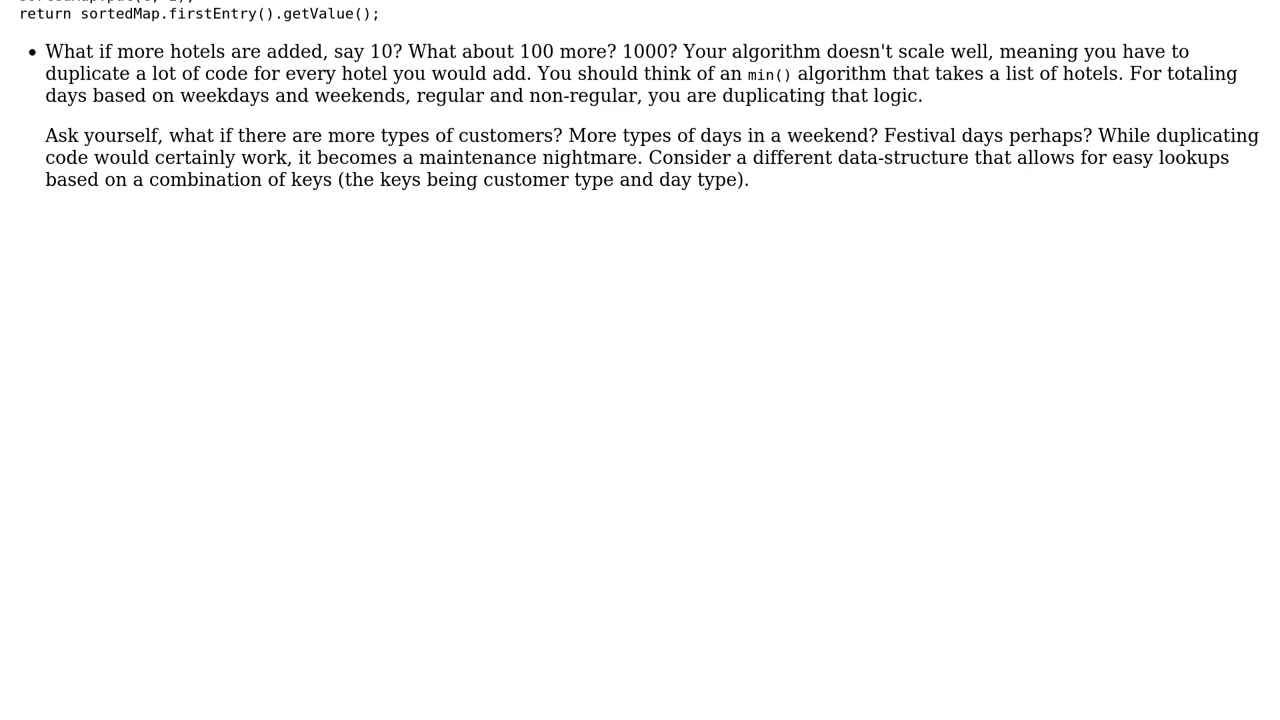 return sortedMap.firstEntry().getValue();
• What if more hotels are added, say 10? What about 100 more? 1000? Your algorithm doesn't scale well, meaning you have to
duplicate a lot of code for every hotel you would add. You should think of an min() algorithm that takes a list of hotels. For totaling
days based on weekdays and weekends, regular and non-regular, you are duplicating that logic.
Ask yourself, what if there are more types of customers? More types of days in a weekend? Festival days perhaps? While duplicating
code would certainly work, it becomes a maintenance nightmare. Consider a different data-structure that allows for easy lookups
based on a combination of keys (the keys being customer type and day type).